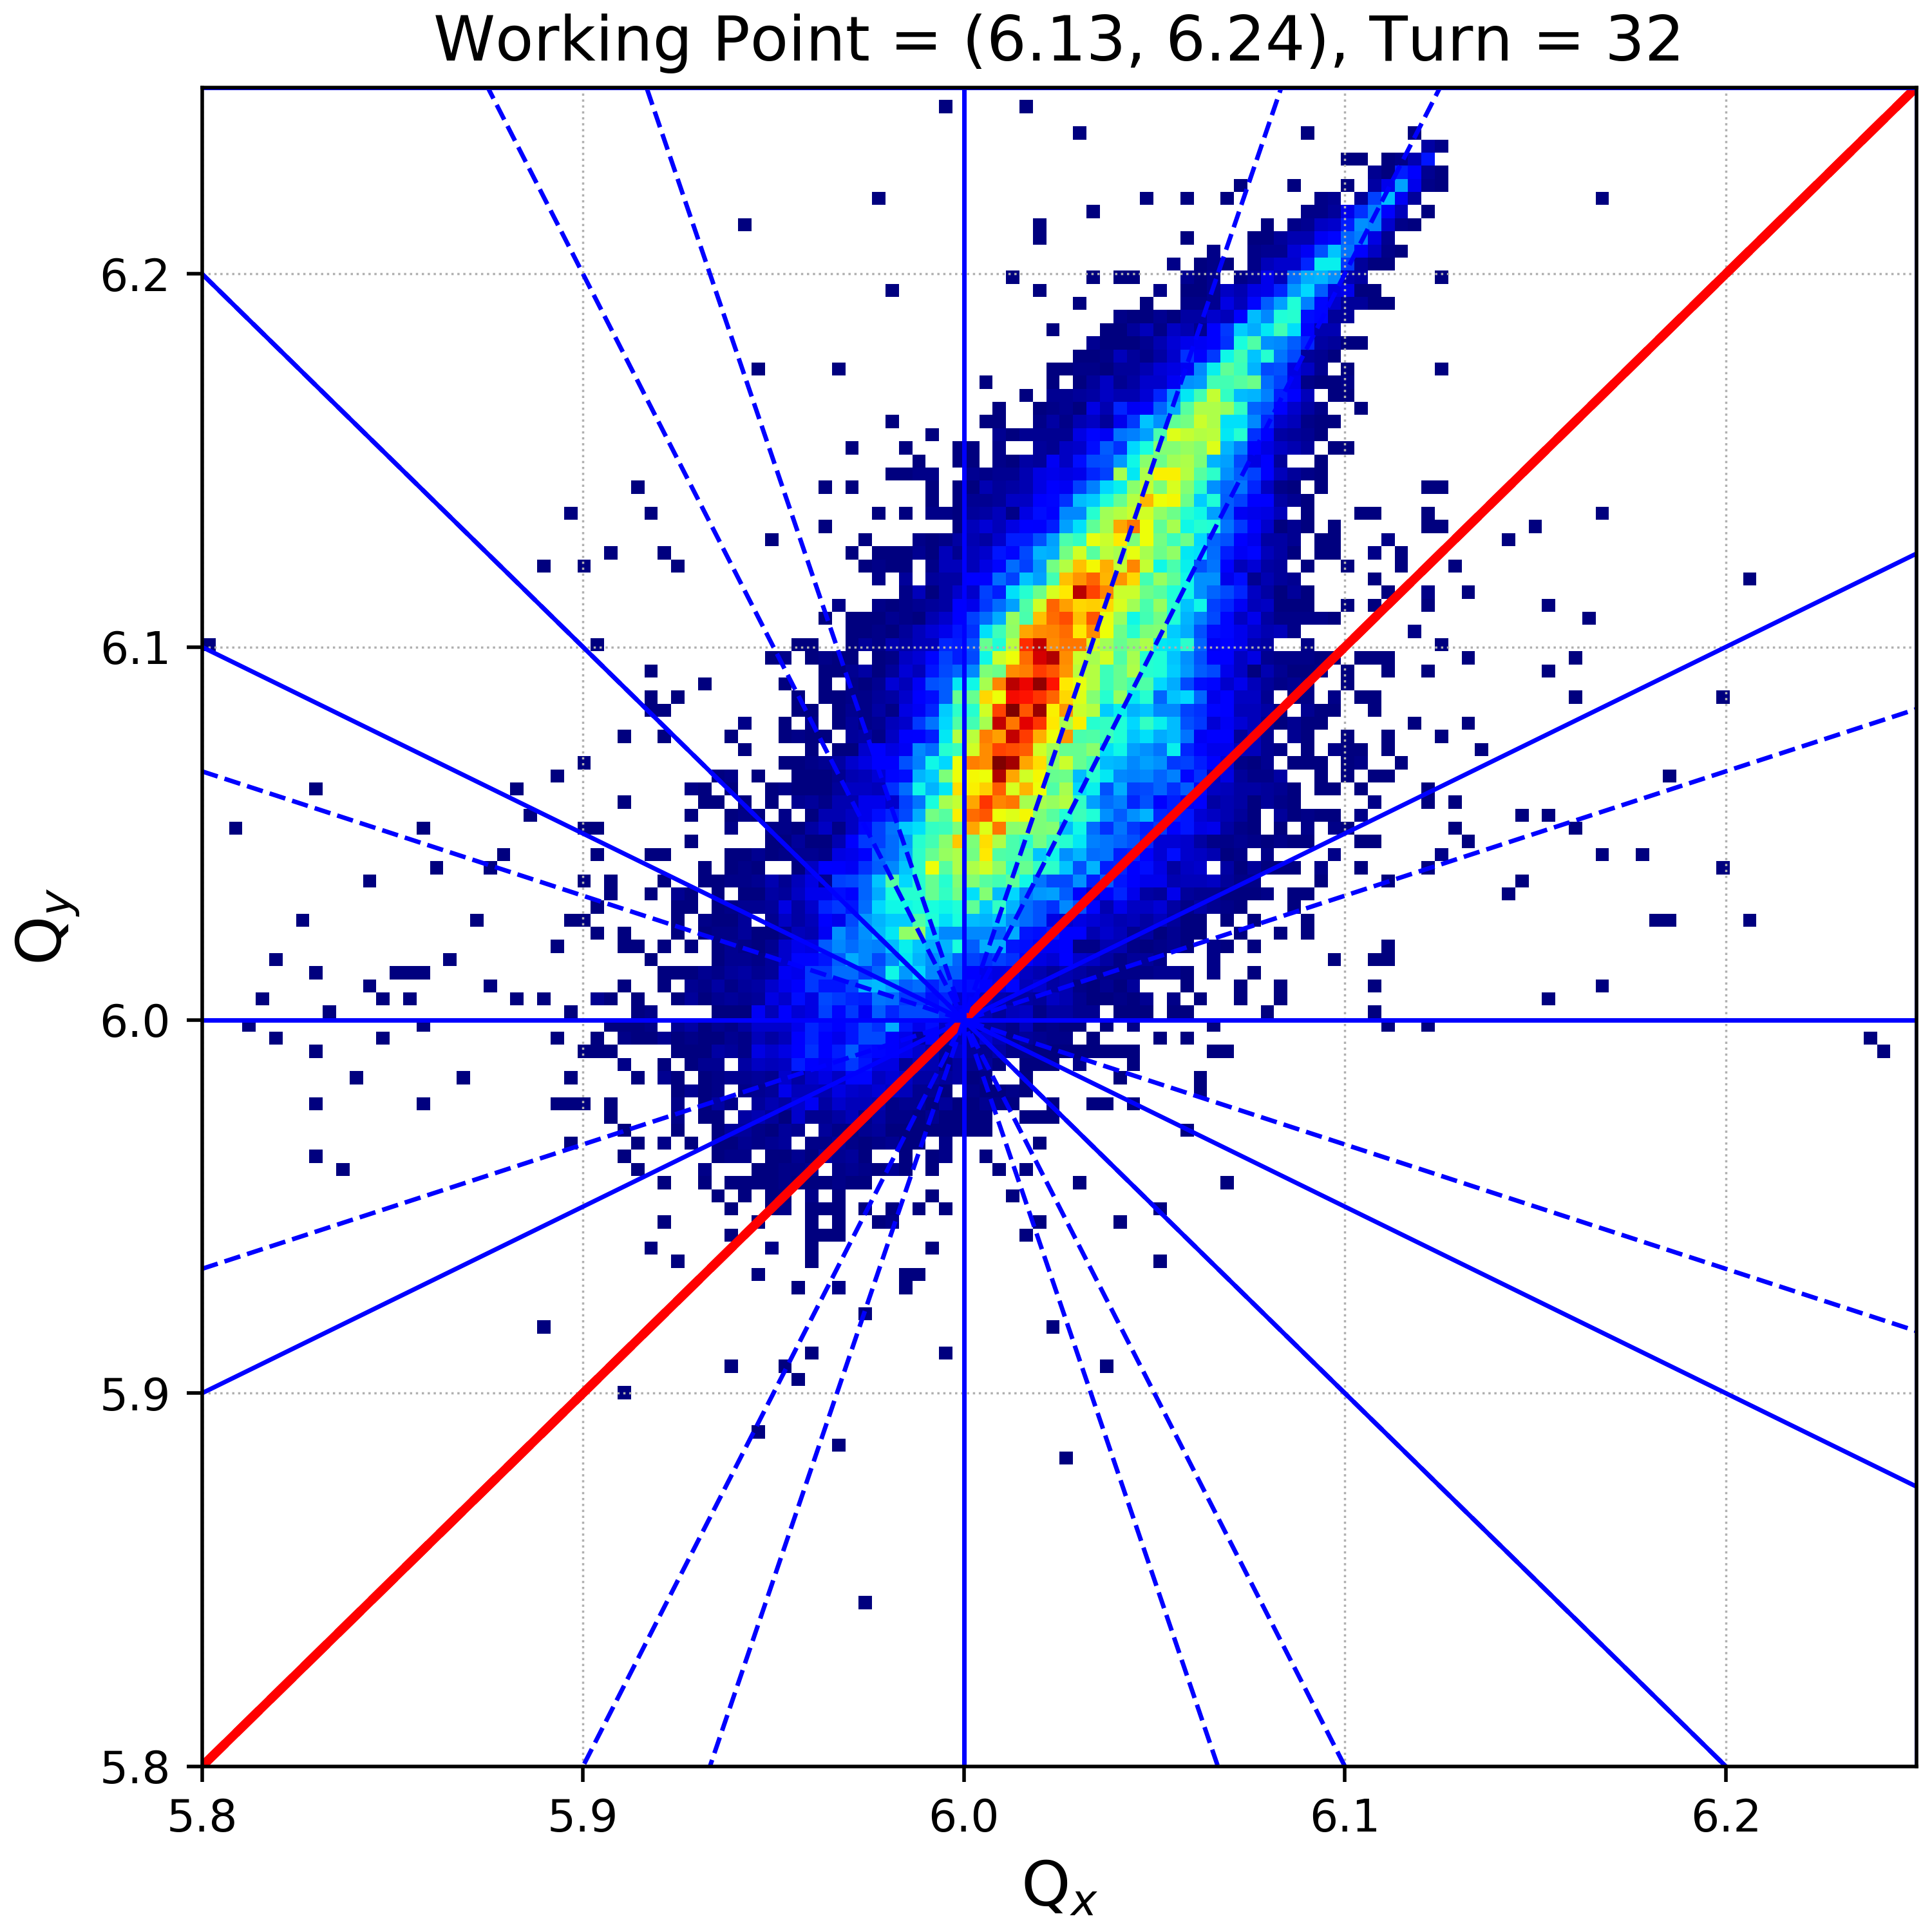 Working Point = (6.13, 6.24), Turn = 32
6.2
6.1
6.0
5.9
5.8
Qy
5.8 5.9 6.0 6.1 6.2
Qx